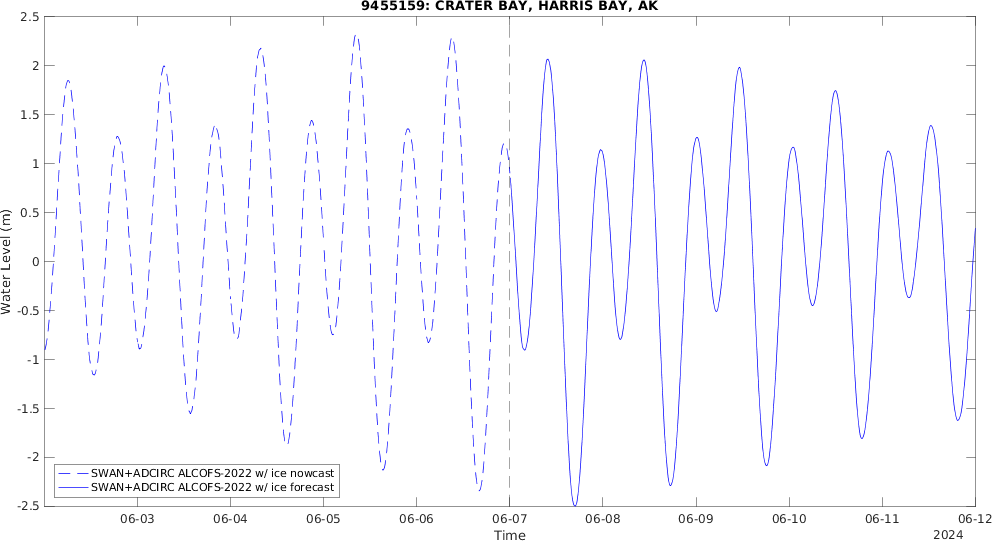 9455159: CRATER BAY, HARRIS BAY, AK
2.5
2
1.5
1
0.5
0
-0.5
-1
-1.5
-2
-2.5
Water Level (m)
SWAN+ADCIRC ALCOFS-2022 w/ ice nowcast
SWAN+ADCIRC ALCOFS-2022 w/ ice forecast
06-03 06-04 06-05 06-06 06-07 06-08 06-09 06-10 06-11 06-12
Time
2024